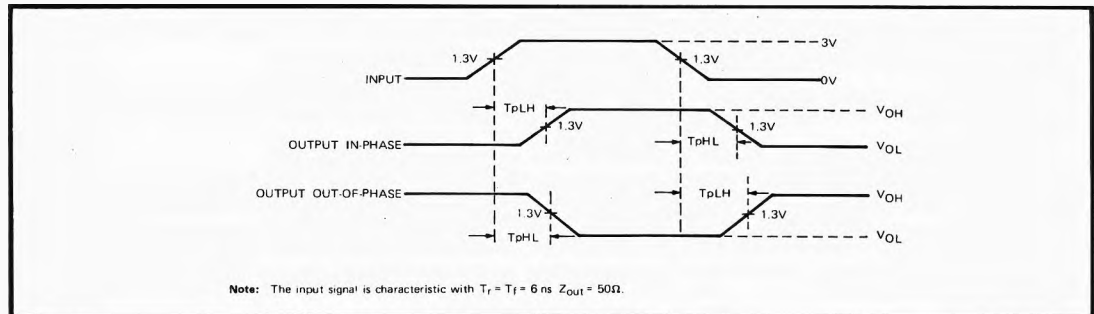 3V
1.3V
1.3V
INPUT
0V
TpLH
VOH
1.3V
1.3V
TpHL
OUTPUT IN-PHASE
VOL
OUTPUT OUT-OF-PHASE
TpLH
VOH
1.3V
1.3V
TpHL
VOL
Note: The input signal is characteristic with Tr = Tf = 6 ns Zout = 50Ω.